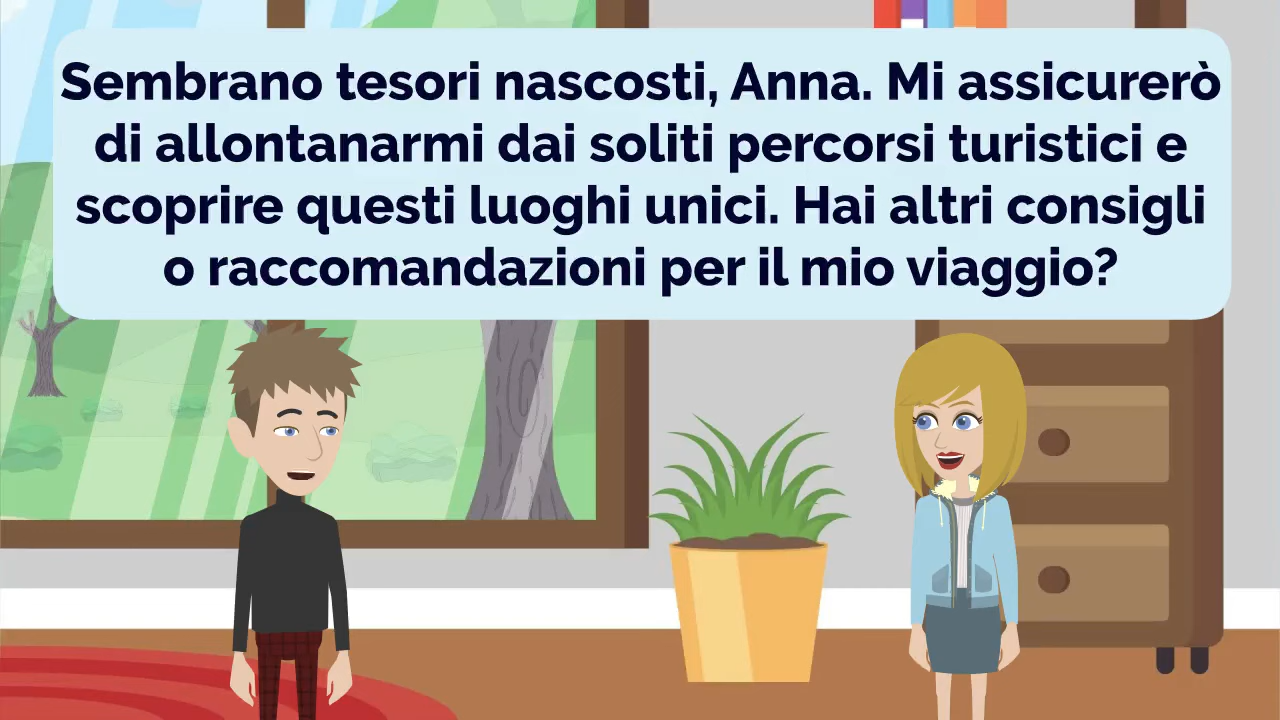 Sembrano tesori nascosti, Anna. Mi assicurerò
di allontanarmi dai soliti percorsi turistici e
scoprire questi luoghi unici. Hai altri consigli
o raccomandazioni per il mio viaggio?